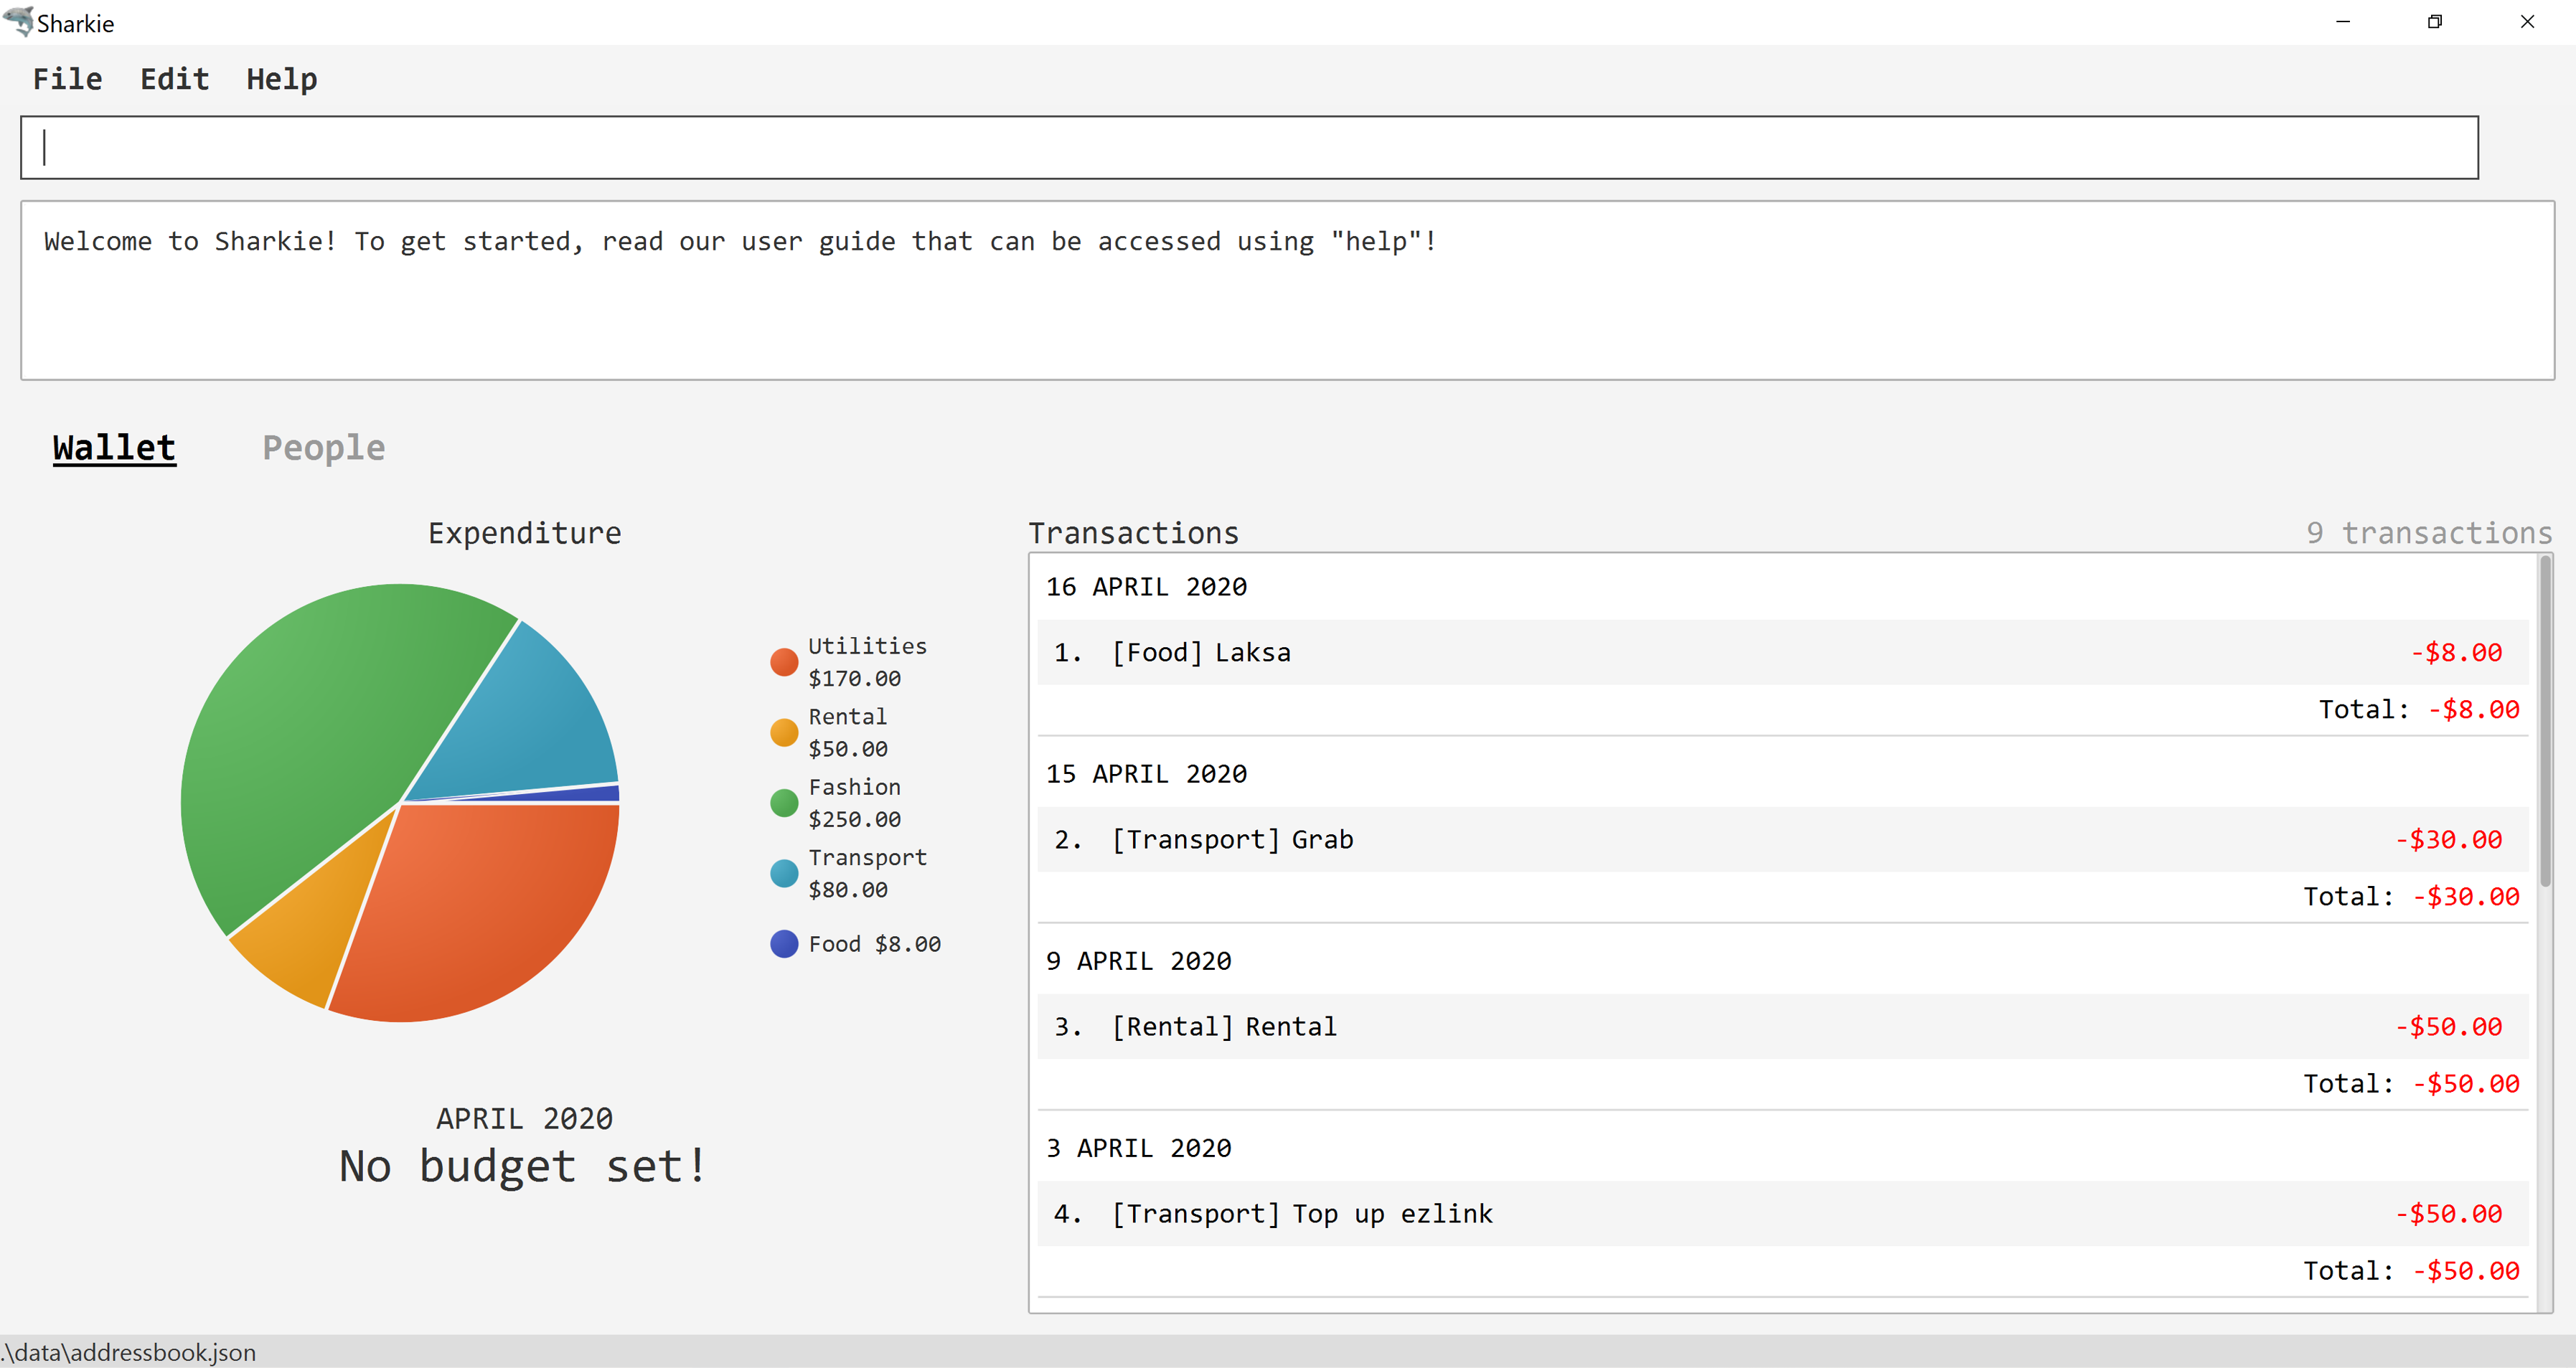 Sharkie
File Edit Help
Welcome to Sharkie! To get started, read our user guide that can be accessed using "help"!
Wallet People
Expenditure
Utilities
$170.00
Rental
$50.00
Fashion
$250.00
Transport
$80.00
Food $8.00
APRIL 2020
No budget set!
Transactions 9 transactions
16 APRIL 2020
1. [Food] Laksa -$8.00
Total: -$8.00
15 APRIL 2020
2. [Transport] Grab -$30.00
Total: -$30.00
9 APRIL 2020
3. [Rental] Rental -$50.00
Total: -$50.00
3 APRIL 2020
4. [Transport] Top up ezlink -$50.00
Total: -$50.00
.\data\addressbook.json